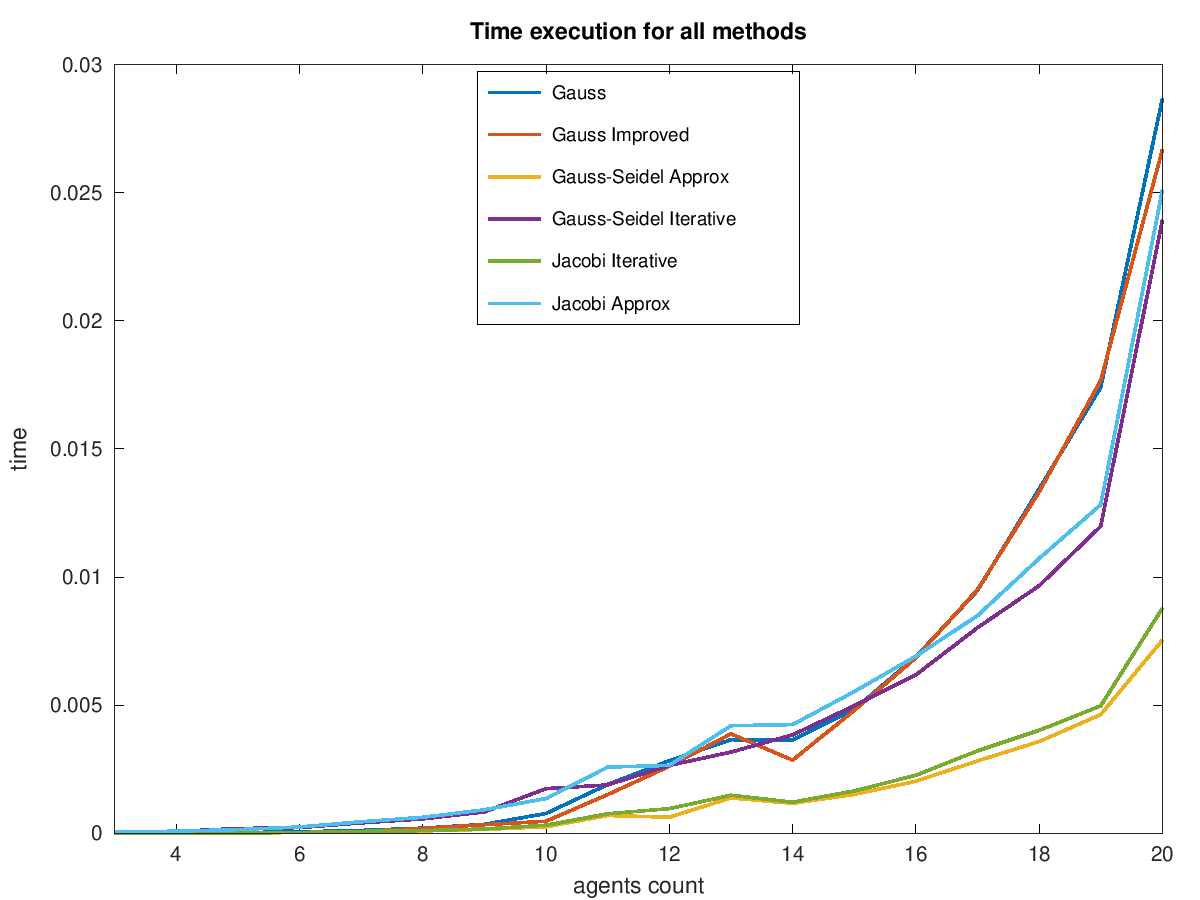 Time execution for all methods
0.03
0.025
0.02
0.015
0.01
0.005
0
time
Gauss
Gauss Improved
Gauss-Seidel Approx
Gauss-Seidel Iterative
Jacobi Iterative
Jacobi Approx
4 6 8 10 12 14 16 18 20
agents count